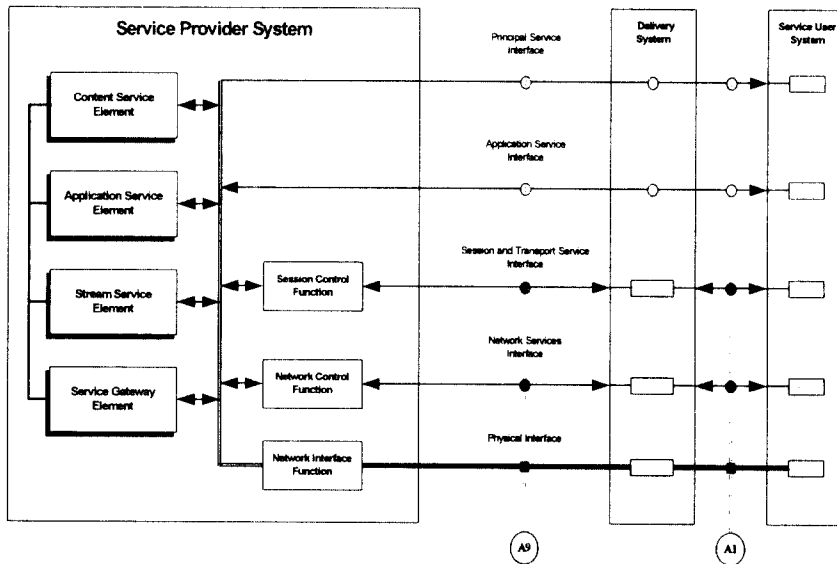 Service Provider System
Principal Service
Interface
Delivery
System
Service User
System
Content Service
Element
Application Service
Interface
Application Service
Element
Session and Transport Service
Interface
Session Control
Function
Stream Service
Element
Network Services
Interface
Network Control
Function
Service Gateway
Element
Physical Interface
Network Interface
Function
A9
A1